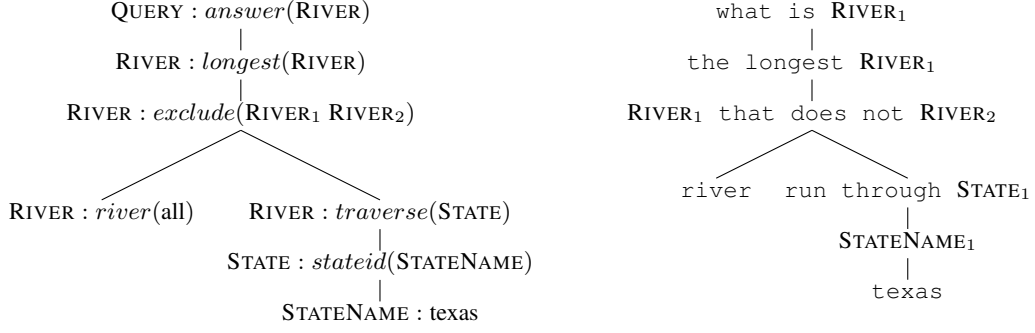 QUERY : answer(RIVER)
RIVER : longest(RIVER)
RIVER : exclude(RIVER₁ RIVER₂)
RIVER : river(all) RIVER : traverse(STATE)
STATE : stateid(STATENAME)
STATENAME : texas
what is RIVER₁
the longest RIVER₁
RIVER₁ that does not RIVER₂
river run through STATE₁
STATENAME₁
texas